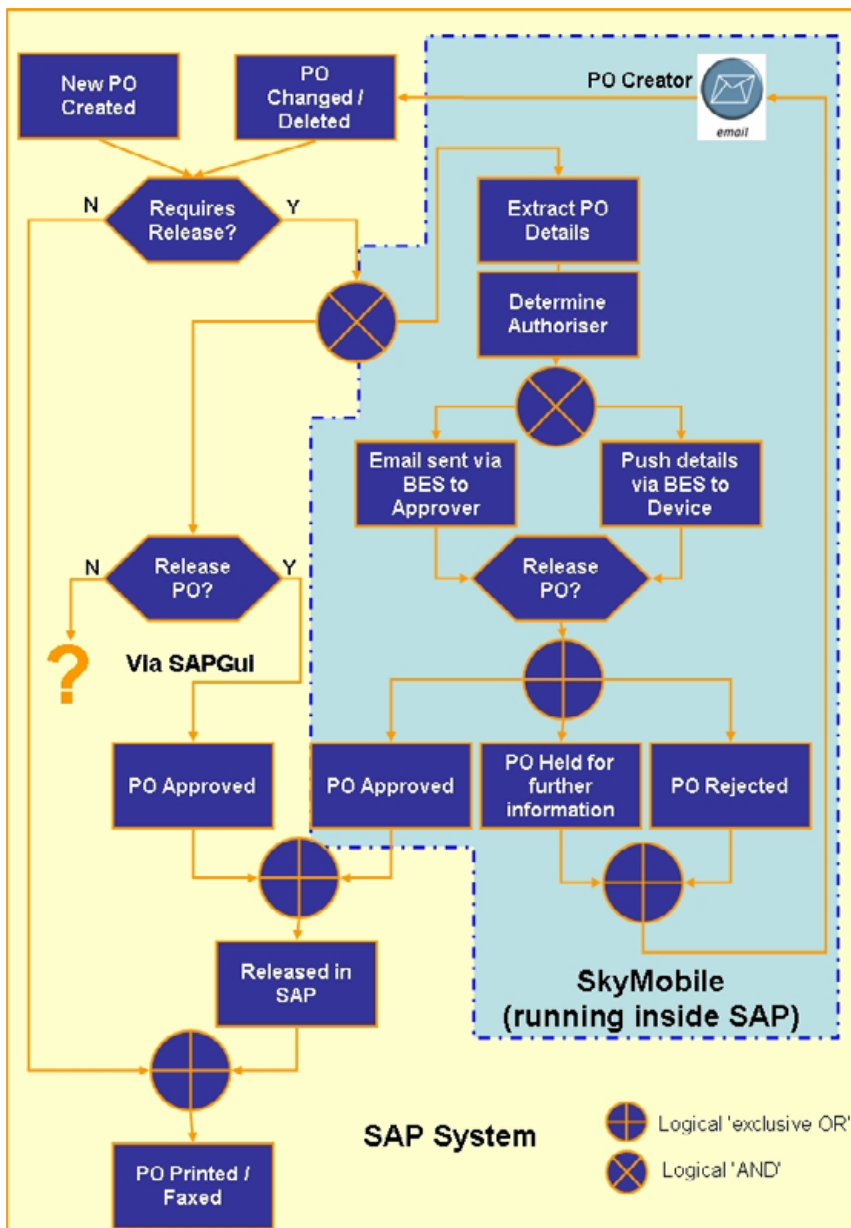 New PO
Created
PO
Changed /
Deleted
PO Creator
email
N
Requires
Release?
Y
Extract PO
Details
Determine
Authoriser
Email sent via
BES to
Approver
Push details
via BES to
Device
N
Release
PO?
Y
Release
PO?
?
Via SAPGui
PO Approved
PO Approved
PO Held for
further
information
PO Rejected
Released in
SAP
SkyMobile
(running inside SAP)
SAP System
Logical 'exclusive OR'
Logical 'AND'
PO Printed /
Faxed